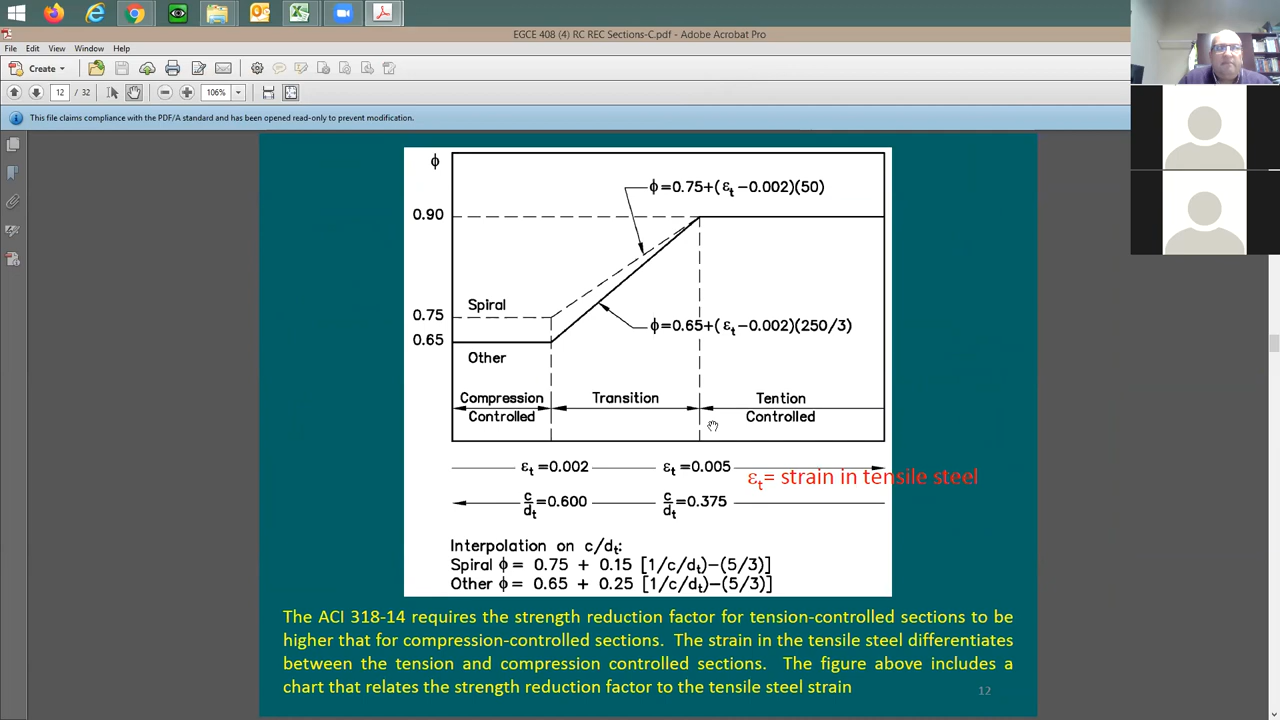 EGCE 408 (4) RC REC Sections-C.pdf - Adobe Acrobat Pro
File Edit View Window Help
Create
12 / 32
106%
This file claims compliance with the PDF/A standard and has been opened read-only to prevent modification.
ϕ
ϕ=0.75+(εt−0.002)(50)
0.90
Spiral
0.75
0.65
ϕ=0.65+(εt−0.002)(250/3)
Other
Compression
Controlled
Transition
Tention
Controlled
εt=0.002
εt=0.005
εt= strain in tensile steel
c/dt=0.600
c/dt=0.375
Interpolation on c/dt:
Spiral ϕ = 0.75 + 0.15 [1/c/dt)−(5/3)]
Other ϕ = 0.65 + 0.25 [1/c/dt)−(5/3)]
The ACI 318-14 requires the strength reduction factor for tension-controlled sections to be
higher that for compression-controlled sections. The strain in the tensile steel differentiates
between the tension and compression controlled sections. The figure above includes a
chart that relates the strength reduction factor to the tensile steel strain
12